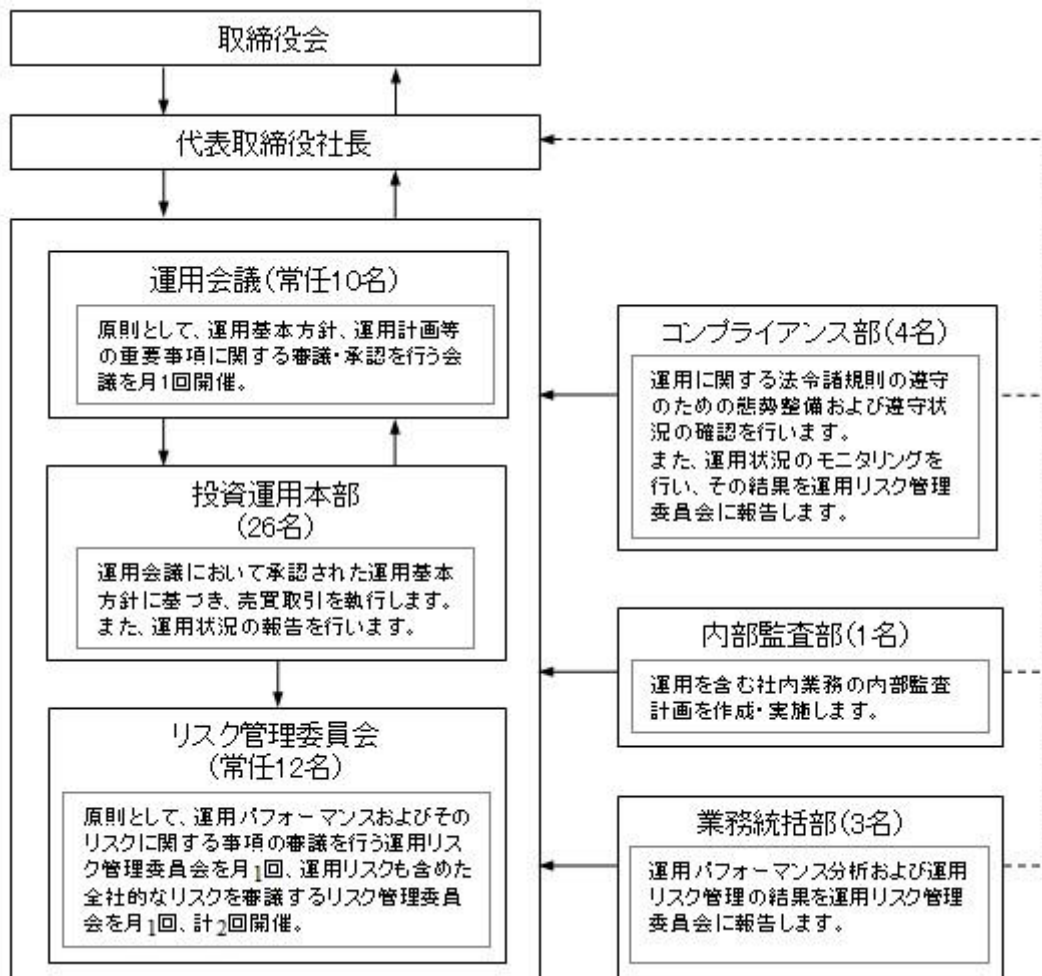 取締役会
代表取締役社長
運用会議(常任10名)
原則として、運用基本方針、運用計画等
の重要事項に関する審議・承認を行う会
議を月1回開催。
投資運用本部
(26名)
運用会議において承認された運用基本
方針に基づき、売買取引を執行します。
また、運用状況の報告を行います。
リスク管理委員会
(常任12名)
原則として、運用パフォーマンスおよびその
リスクに関する事項の審議を行う運用リス
ク管理委員会を月1回、運用リスクも含めた
全社的なリスクを審議するリスク管理委員
会を月1回、計2回開催。
コンプライアンス部(4名)
運用に関する法令諸規則の遵守
のための態勢整備および遵守状
況の確認を行います。
また、運用状況のモニタリングを
行い、その結果を運用リスク管理
委員会に報告します。
内部監査部(1名)
運用を含む社内業務の内部監査
計画を作成・実施します。
業務統括部(3名)
運用パフォーマンス分析および運用
リスク管理の結果を運用リスク管理
委員会に報告します。